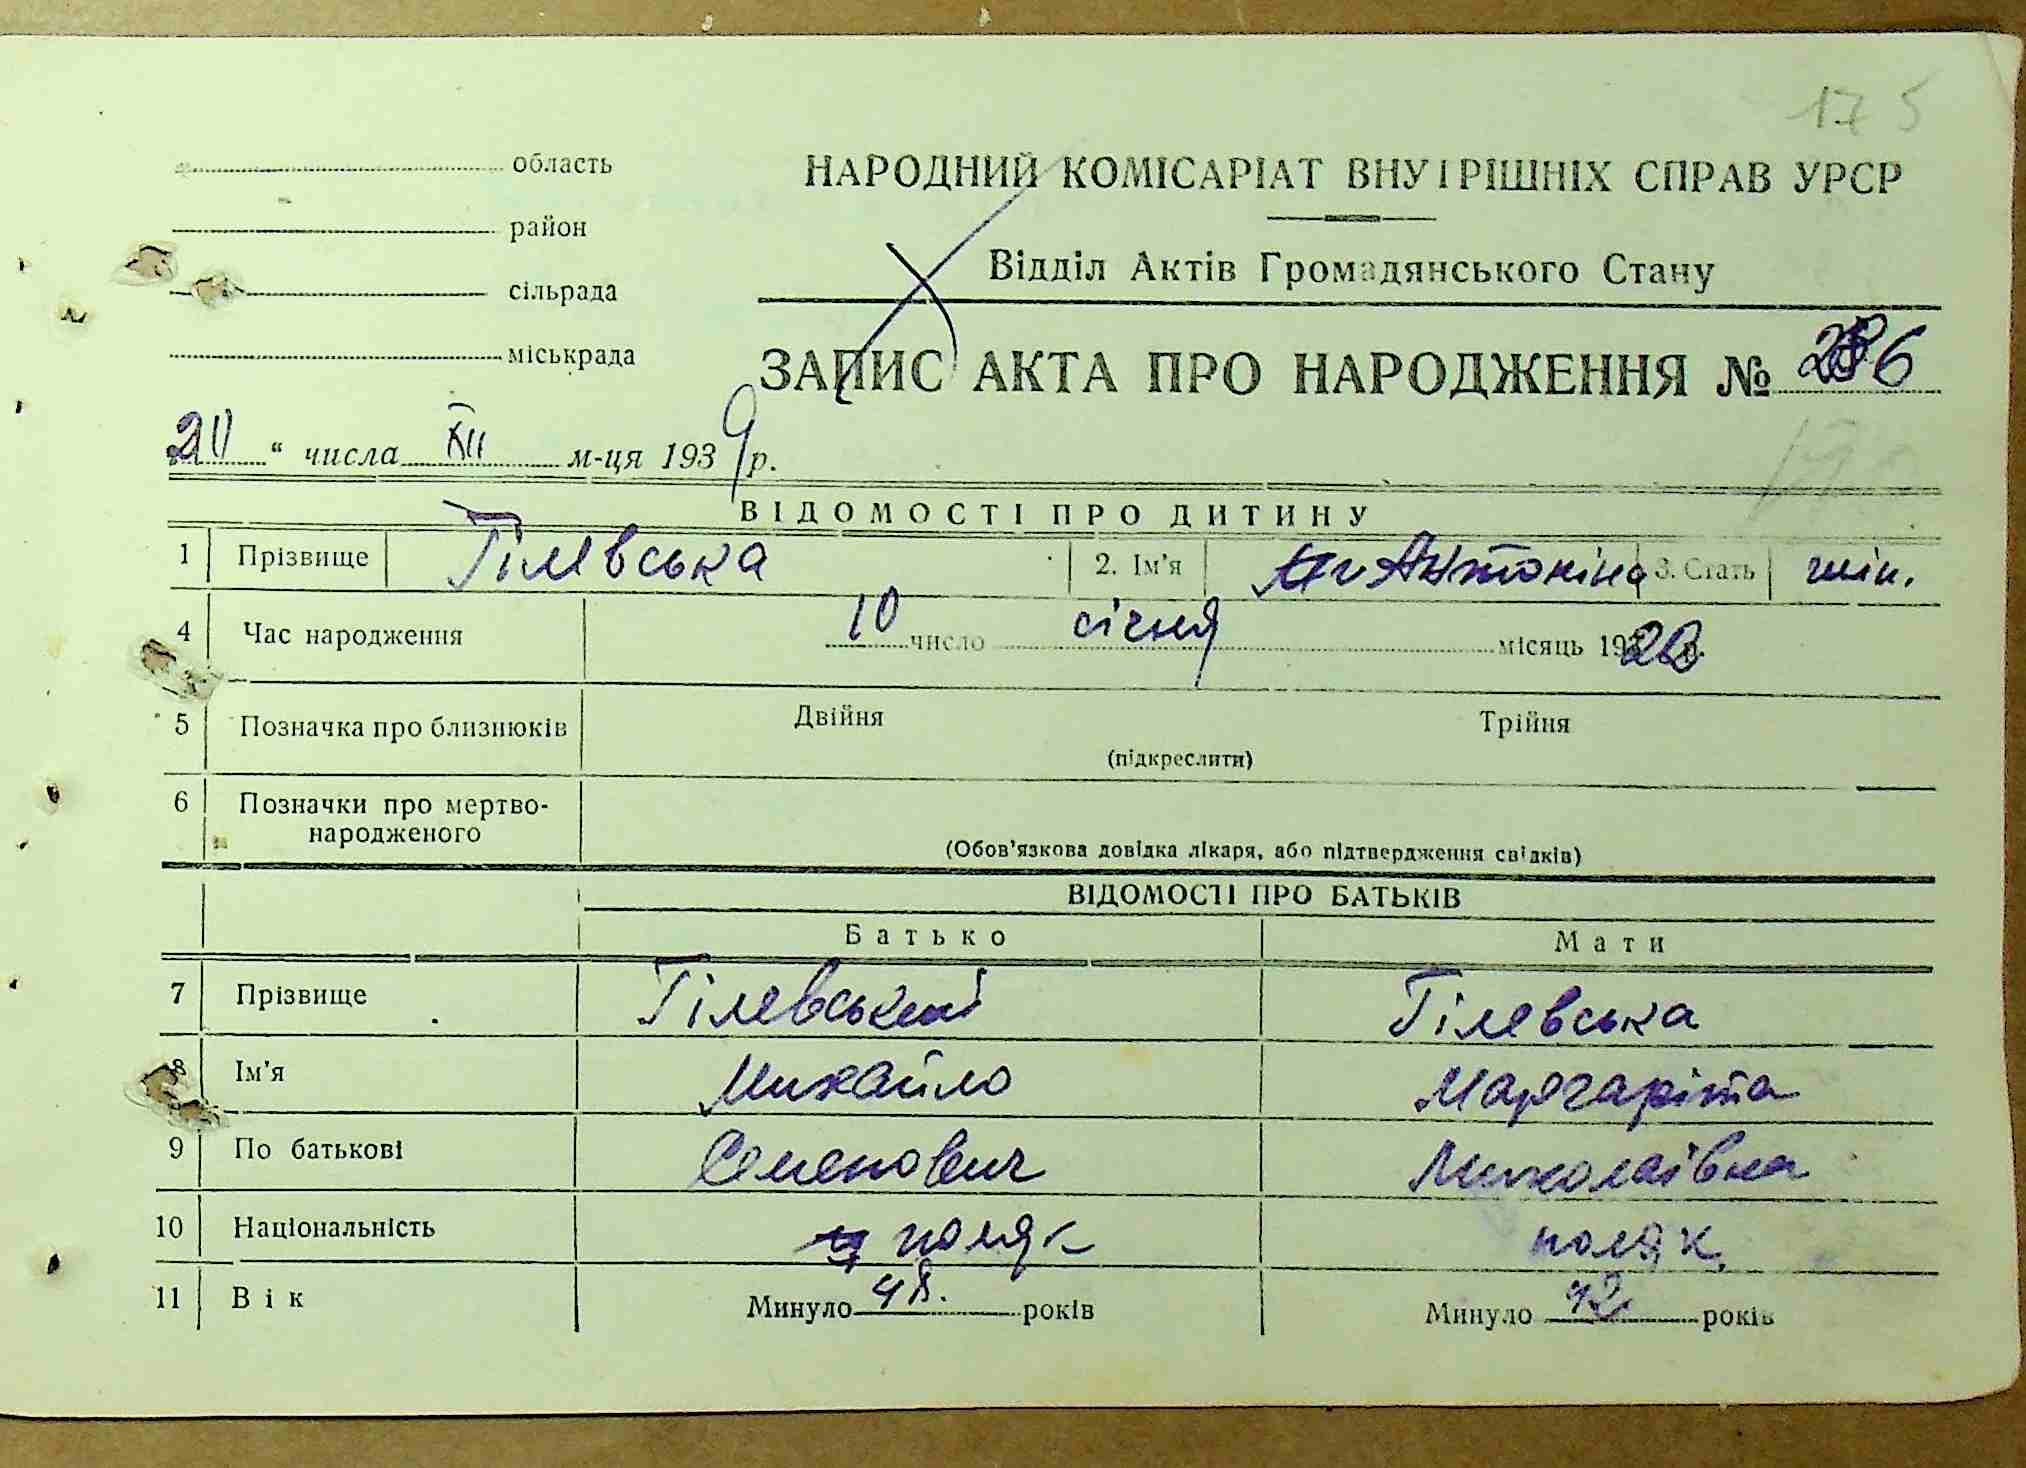 175
область
НАРОДНИЙ КОМІСАРІАТ ВНУТРІШНІХ СПРАВ УРСР
район
Відділ Актів Громадянського Стану
сільрада
міськрада
ЗАПИС АКТА ПРО НАРОДЖЕННЯ №
20 “ числа XII м-ця 1939 р.
ВІДОМОСТІ ПРО ДИТИНУ
1 Прізвище Гілевська 2. Ім'я Антоніна 3. Стать жін.
4 Час народження 10 число січня місяць
5 Позначка про близнюків Двійня Трійня
(підкреслити)
6 Позначки про мертво-
народженого
(Обов'язкова довідка лікаря, або підтвердження свідків)
ВІДОМОСТІ ПРО БАТЬКІВ
Батько Мати
7 Прізвище Гілевський Гілевська
8 Ім'я Михайло Маргаріта
9 По батькові Семенович Миколаївна
10 Національність поляк поляк
11 Вік Минуло 48. років Минуло 42 років